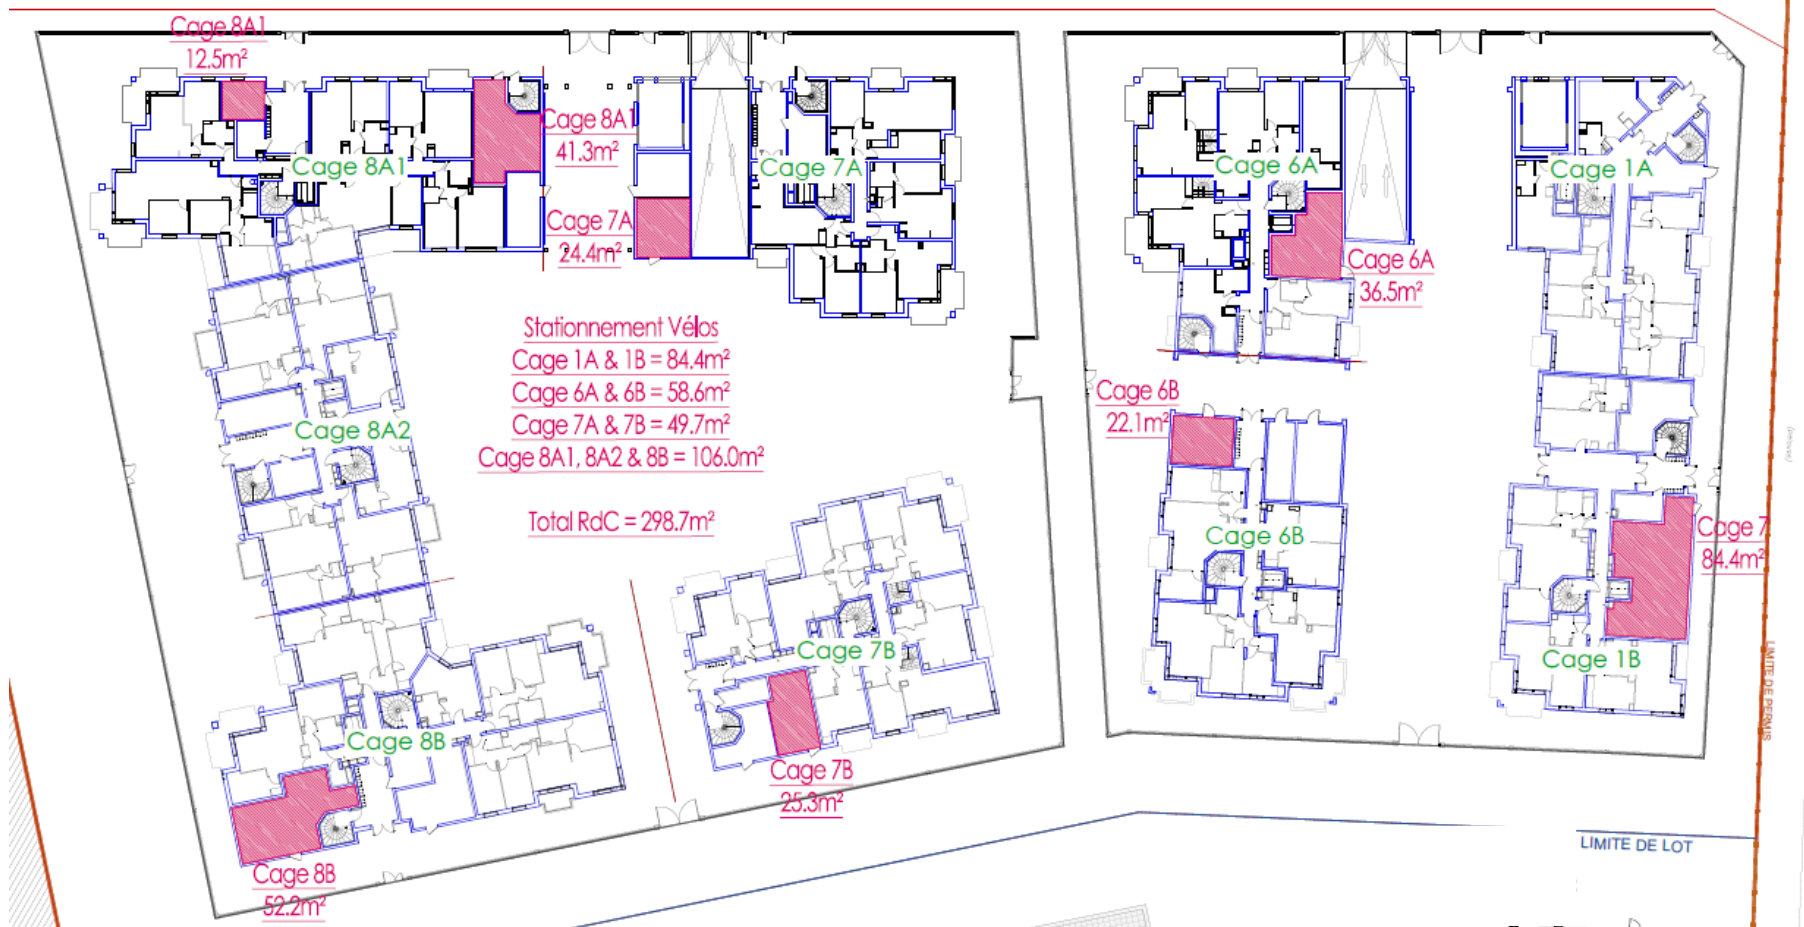 Cage 8A1
12.5m²
Cage 8A1
41.3m²
Cage 8A1
Cage 7A
Cage 7A
24.4m²
Cage 6A
Cage 1A
Cage 6A
36.5m²
Stationnement Vélos
Cage 1A & 1B = 84.4m²
Cage 6A & 6B = 58.6m²
Cage 7A & 7B = 49.7m²
Cage 8A1, 8A2 & 8B = 106.0m²
Total RdC = 298.7m²
Cage 8A2
Cage 6B
22.1m²
Cage 6B
Cage 7
84.4m²
Cage 7B
Cage 1B
Cage 8B
Cage 7B
25.3m²
Cage 8B
52.2m²
LIMITE DE PERMIS
LIMITE DE LOT